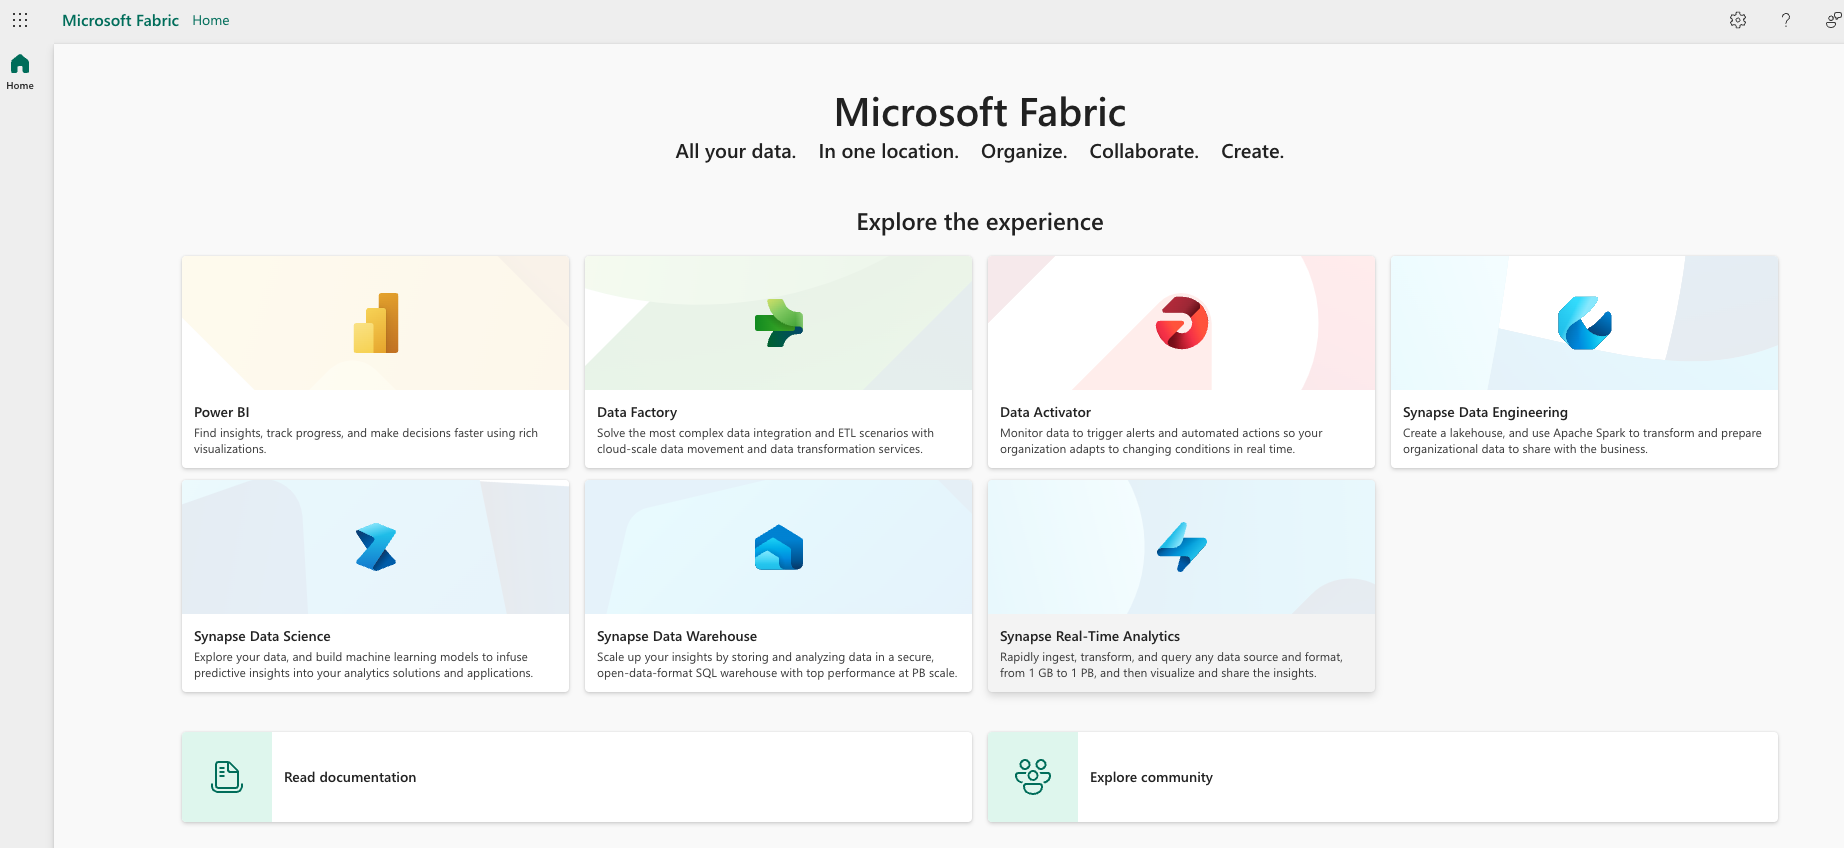 Microsoft Fabric Home
?
Home
Microsoft Fabric
All your data. In one location. Organize. Collaborate. Create.
Explore the experience
Power BI
Find insights, track progress, and make decisions faster using rich
visualizations.
Data Factory
Solve the most complex data integration and ETL scenarios with
cloud-scale data movement and data transformation services.
Data Activator
Monitor data to trigger alerts and automated actions so your
organization adapts to changing conditions in real time.
Synapse Data Engineering
Create a lakehouse, and use Apache Spark to transform and prepare
organizational data to share with the business.
Synapse Data Science
Explore your data, and build machine learning models to infuse
predictive insights into your analytics solutions and applications.
Synapse Data Warehouse
Scale up your insights by storing and analyzing data in a secure,
open-data-format SQL warehouse with top performance at PB scale.
Synapse Real-Time Analytics
Rapidly ingest, transform, and query any data source and format,
from 1 GB to 1 PB, and then visualize and share the insights.
Read documentation
Explore community